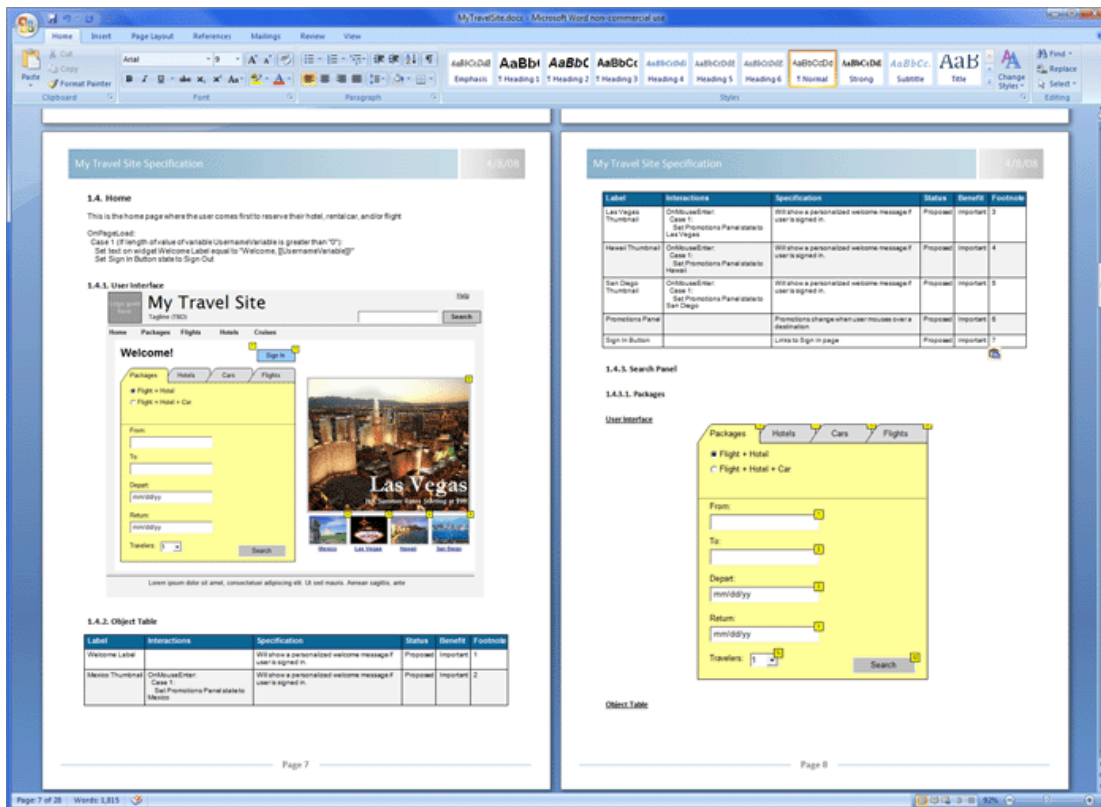 MyTravelSite.docx - Microsoft Word non-commercial use
Home Insert Page Layout References Mailings Review View
Paste
Cut
Copy
Format Painter
Clipboard
Arial 9
Font
Paragraph
AaBbCcDd AaBbC AaBbC AaBbCc AaBbCcDdE AaBbCcDdE AaBbCcDdE AaBbCcDd AaBbCcDd AaBbCc. AaB
Emphasis ¶ Heading 1 ¶ Heading 2 ¶ Heading 3 Heading 4 Heading 5 Heading 6 ¶ Normal Strong Subtitle Title
Styles
Change
Styles
Find
Replace
Select
Editing
My Travel Site Specification 4/8/08
1.4. Home
This is the home page where the user comes first to reserve their hotel, rental car, and/or flight
OnPageLoad:
Case 1 (If length of value of variable UsernameVariable is greater than "0"):
Set text on widget Welcome Label equal to "Welcome, [[UsernameVariable]]!"
Set Sign In Button state to Sign Out
1.4.1. User Interface
My Travel Site
Tagline (TBD)
Help
Search
Home Packages Flights Hotels Cruises
Welcome!
Sign In
Packages Hotels Cars Flights
Flight + Hotel
Flight + Hotel + Car
From:
To:
Depart:
mm/dd/yy
Return:
mm/dd/yy
Travelers: 1
Search
Las Vegas
Mexico Las Vegas Hawaii San Diego
Lorem ipsum dolor sit amet, consectetuer adipiscing elit. Ut sed mauris. Aenean sagittis, ante
1.4.2. Object Table
Label Interactions Specification Status Benefit Footnote
Welcome Label Will show a personalized welcome message if Proposed Important 1
user is signed in.
Mexico Thumbnail OnMouseEnter: Will show a personalized welcome message if Proposed Important 2
Case 1: user is signed in.
Set Promotions Panel state to
Mexico
Page 7
My Travel Site Specification 4/8/08
Label Interactions Specification Status Benefit Footnote
Las Vegas OnMouseEnter: Will show a personalized welcome message if Proposed Important 3
Thumbnail Case 1: user is signed in.
Set Promotions Panel state to
Las Vegas
Hawaii Thumbnail OnMouseEnter: Will show a personalized welcome message if Proposed Important 4
Case 1: user is signed in.
Set Promotions Panel state to
Hawaii
San Diego OnMouseEnter: Will show a personalized welcome message if Proposed Important 5
Thumbnail Case 1: user is signed in.
Set Promotions Panel state to
San Diego
Promotions Panel Promotions change when user mouses over a Proposed Important 6
destination
Sign In Button Links to Sign In page Proposed Important 7
1.4.3. Search Panel
1.4.3.1. Packages
User Interface
Packages Hotels Cars Flights
Flight + Hotel
Flight + Hotel + Car
From:
To:
Depart:
mm/dd/yy
Return:
mm/dd/yy
Travelers: 1
Search
Object Table
Page 8
Page: 7 of 28 Words: 1,815
92%